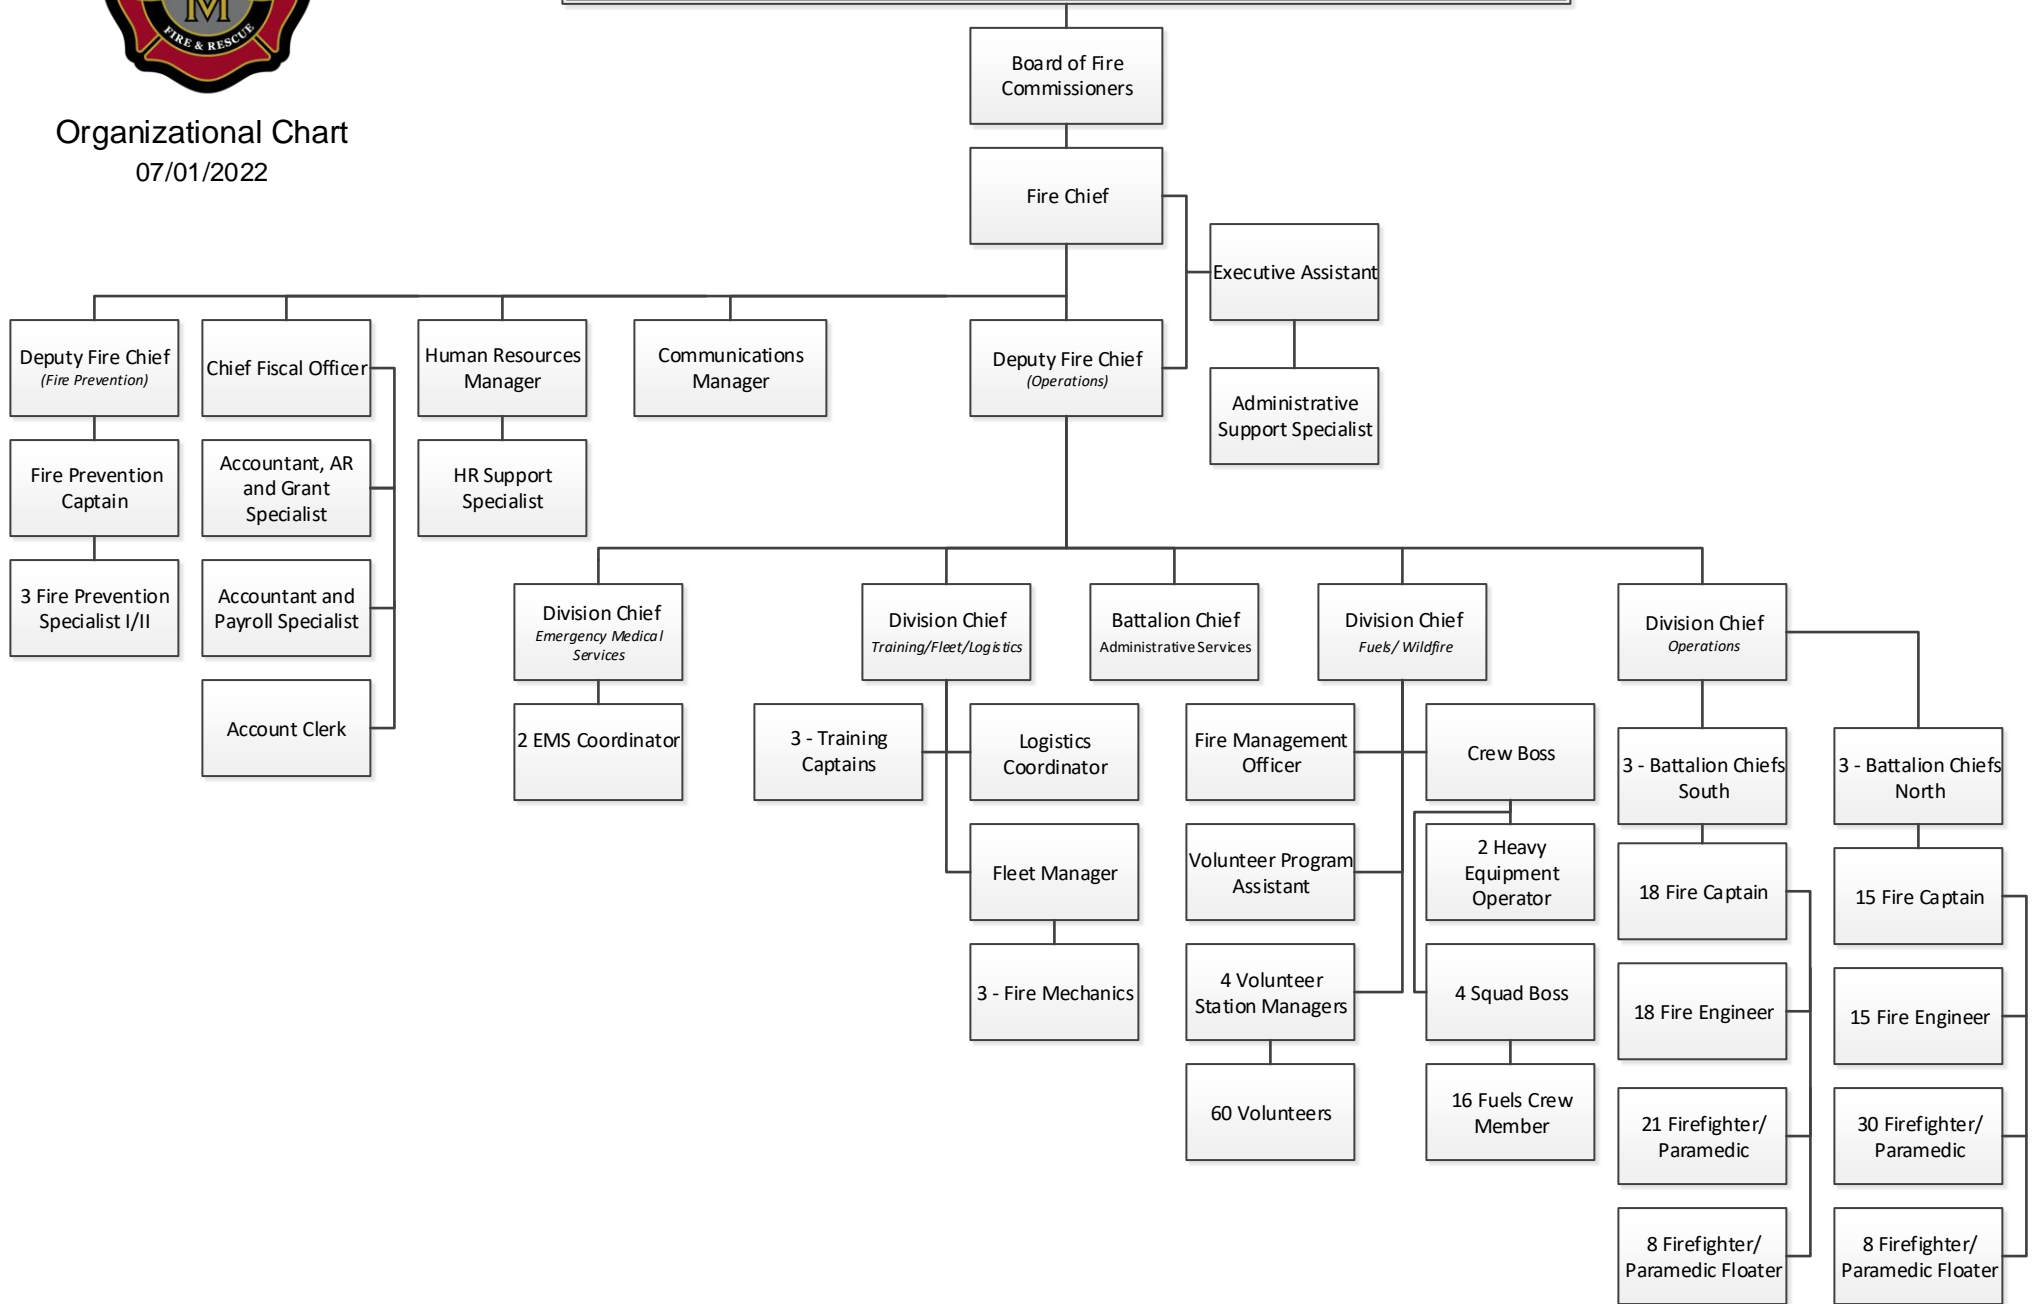 M
FIRE & RESCUE
Organizational Chart
07/01/2022
Board of Fire
Commissioners
Fire Chief
Executive Assistant
Administrative
Support Specialist
Deputy Fire Chief
(Fire Prevention)
Fire Prevention
Captain
3 Fire Prevention
Specialist I/II
Chief Fiscal Officer
Accountant, AR
and Grant
Specialist
Accountant and
Payroll Specialist
Account Clerk
Human Resources
Manager
HR Support
Specialist
Communications
Manager
Deputy Fire Chief
(Operations)
Division Chief
Emergency Medical
Services
2 EMS Coordinator
Division Chief
Training/Fleet/Logistics
3 - Training
Captains
Logistics
Coordinator
Fleet Manager
3 - Fire Mechanics
Battalion Chief
Administrative Services
Division Chief
Fuels/ Wildfire
Fire Management
Officer
Volunteer Program
Assistant
4 Volunteer
Station Managers
60 Volunteers
Crew Boss
2 Heavy
Equipment
Operator
4 Squad Boss
16 Fuels Crew
Member
Division Chief
Operations
3 - Battalion Chiefs
South
18 Fire Captain
18 Fire Engineer
21 Firefighter/
Paramedic
8 Firefighter/
Paramedic Floater
3 - Battalion Chiefs
North
15 Fire Captain
15 Fire Engineer
30 Firefighter/
Paramedic
8 Firefighter/
Paramedic Floater